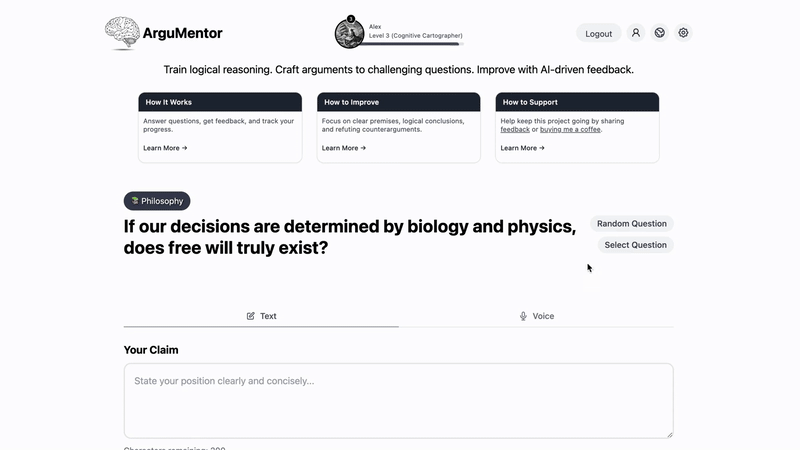 ArguMentor
3
Alex
Level 3 (Cognitive Cartographer)
Logout
Train logical reasoning. Craft arguments to challenging questions. Improve with AI-driven feedback.
How It Works
Answer questions, get feedback, and track your
progress.
Learn More →
How to Improve
Focus on clear premises, logical conclusions,
and refuting counterarguments.
Learn More →
How to Support
Help keep this project going by sharing
feedback or buying me a coffee.
Learn More →
Philosophy
If our decisions are determined by biology and physics,
does free will truly exist?
Random Question
Select Question
Text
Voice
Your Claim
State your position clearly and concisely...
Characters remaining: 200